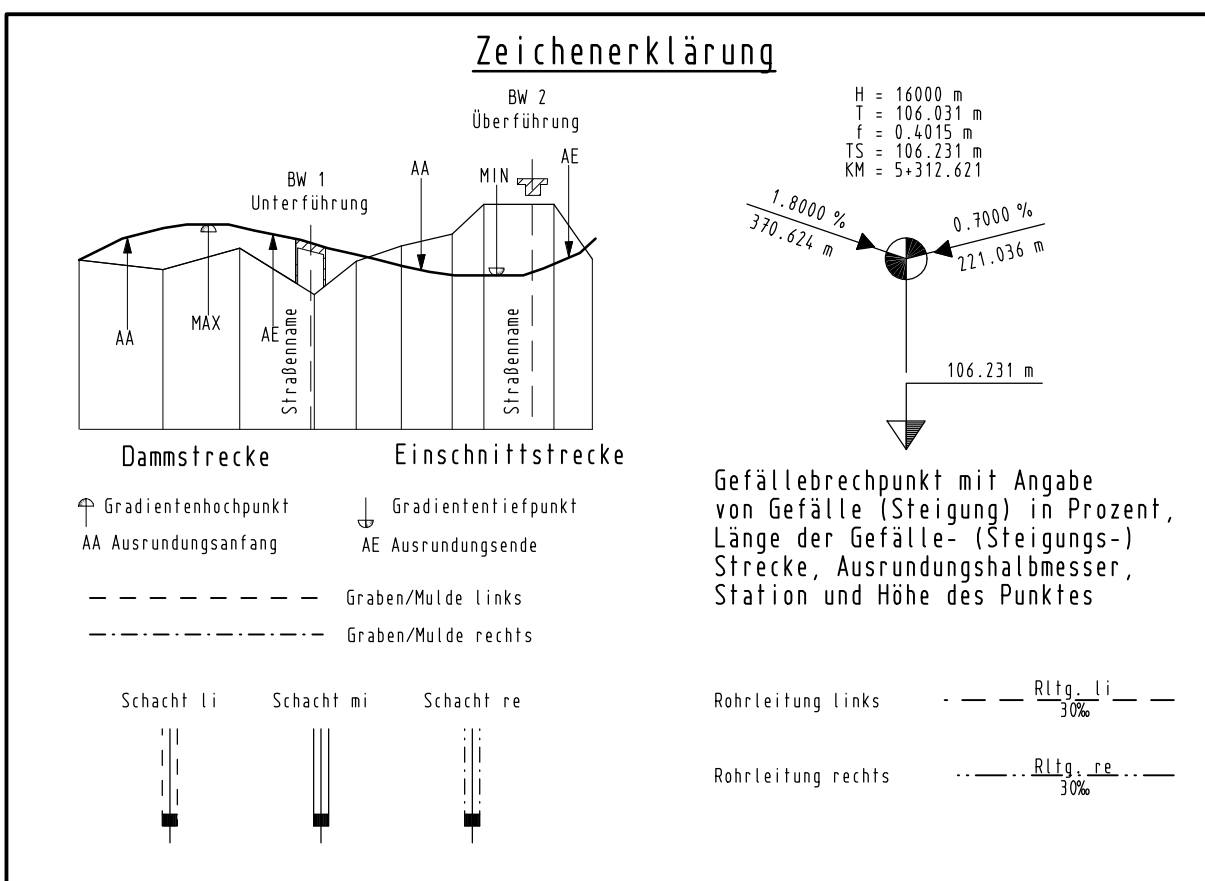 Zeichenerklärung
BW 2
Überführung
AA
MIN
AE
BW 1
Unterführung
AA
MAX
AE
Straßenname
Straßenname
Dammstrecke
Einschnittstrecke
Gradientenhochpunkt
Gradiententiefpunkt
AA Ausrundungsanfang
AE Ausrundungsende
Graben/Mulde links
Graben/Mulde rechts
Schacht li
Schacht mi
Schacht re
H = 16000 m
T = 106.031 m
f = 0.4015 m
TS = 106.231 m
KM = 5+312.621
1.8000 %
370.624 m
0.7000 %
221.036 m
106.231 m
Gefällebrechpunkt mit Angabe
von Gefälle (Steigung) in Prozent,
Länge der Gefälle- (Steigungs-)
Strecke, Ausrundungshalbmesser,
Station und Höhe des Punktes
Rohrleitung links
Rltg. li
30‰
Rohrleitung rechts
Rltg. re
30‰